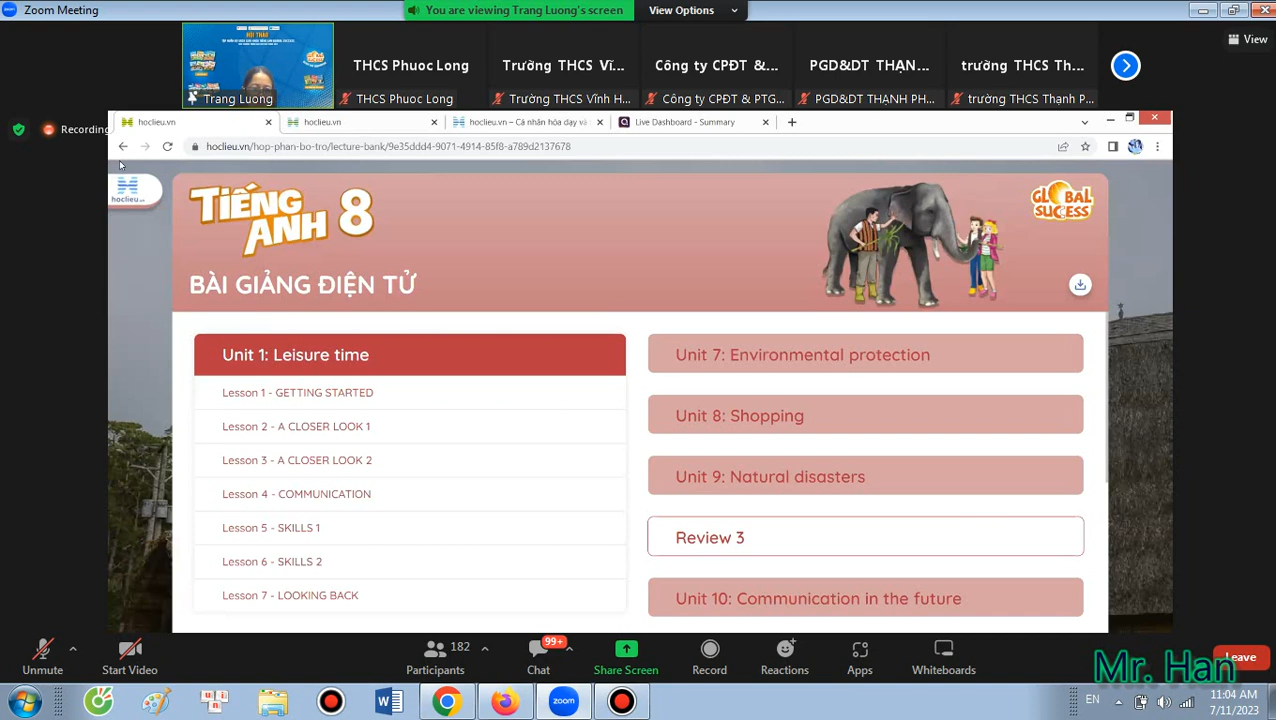 Zoom Meeting
You are viewing Trang Luong's screen
View Options
View
HỘI THẢO
Trang Luong
THCS Phuoc Long
THCS Phuoc Long
Trường THCS Vĩ...
Trường THCS Vĩnh H...
Công ty CPĐT &...
Công ty CPĐT & PTG...
PGD&DT THẠN...
PGD&DT THẠNH PH...
trường THCS Th...
trường THCS Thạnh P...
Recording
hoclieu.vn
hoclieu.vn
hoclieu.vn – Cá nhân hóa dạy và
Live Dashboard - Summary
hoclieu.vn/hop-phan-bo-tro/lecture-bank/9e35ddd4-9071-4914-85f8-a789d2137678
hoclieu.vn
TIẾNG ANH 8
GLOBAL SUCCESS
BÀI GIẢNG ĐIỆN TỬ
Unit 1: Leisure time
Lesson 1 - GETTING STARTED
Lesson 2 - A CLOSER LOOK 1
Lesson 3 - A CLOSER LOOK 2
Lesson 4 - COMMUNICATION
Lesson 5 - SKILLS 1
Lesson 6 - SKILLS 2
Lesson 7 - LOOKING BACK
Unit 7: Environmental protection
Unit 8: Shopping
Unit 9: Natural disasters
Review 3
Unit 10: Communication in the future
Unmute
Start Video
182
Participants
99+
Chat
Share Screen
Record
Reactions
Apps
Whiteboards
Leave
Mr. Han
W
zoom
EN
11:04 AM
7/11/2023